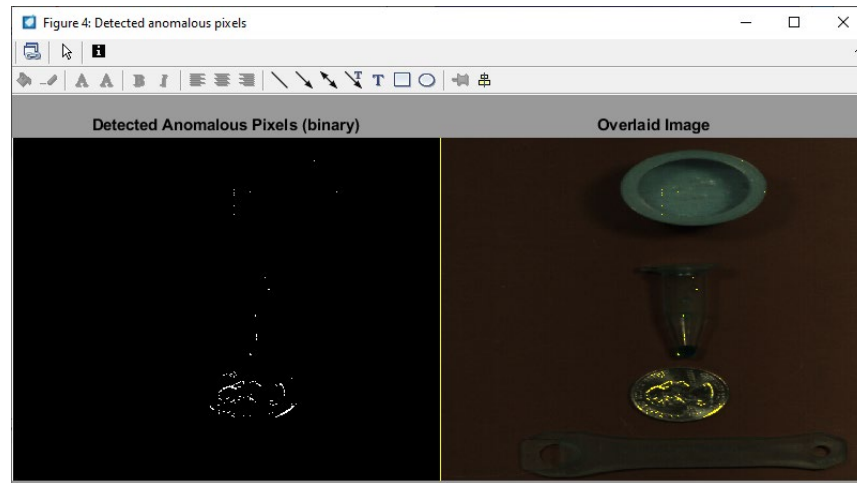 Figure 4: Detected anomalous pixels
A A B I T T
Detected Anomalous Pixels (binary) Overlaid Image